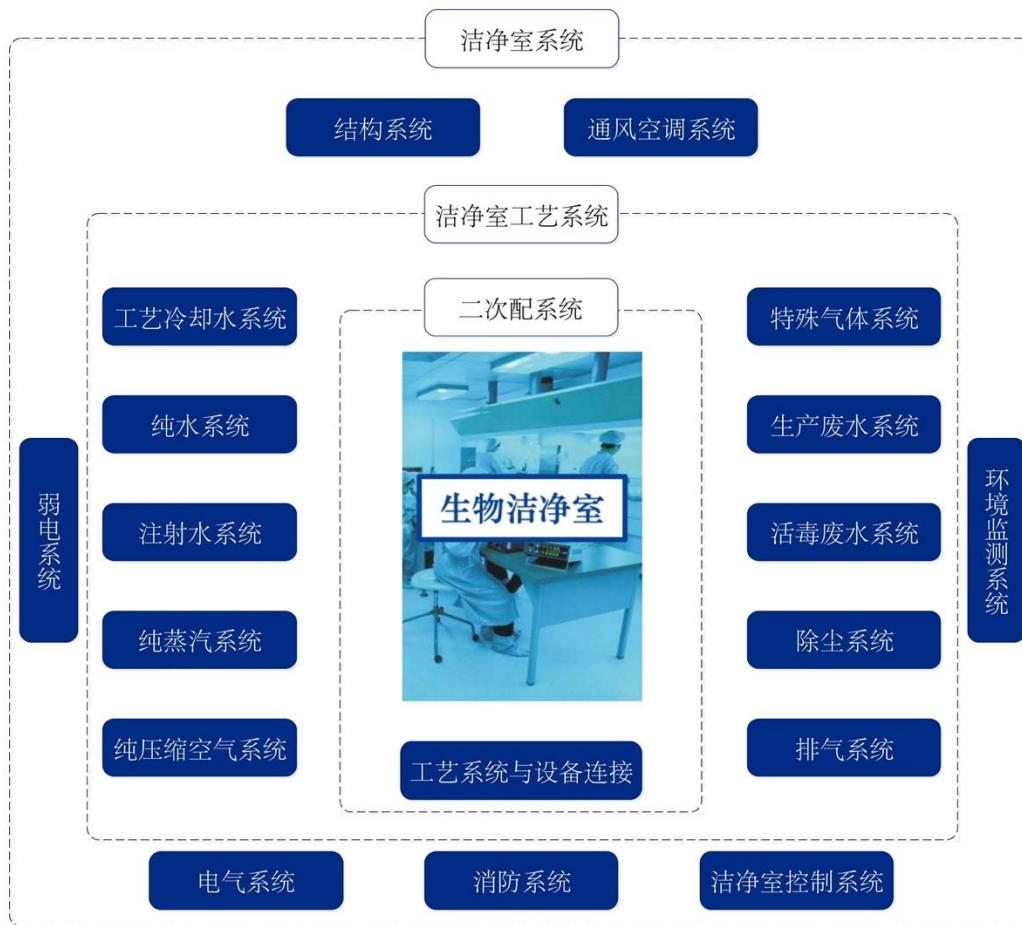 洁净室系统
结构系统
通风空调系统
洁净室工艺系统
二次配系统
工艺冷却水系统
特殊气体系统
纯水系统
生产废水系统
弱电系统
生物洁净室
环境监测系统
注射水系统
活毒废水系统
纯蒸汽系统
除尘系统
纯压缩空气系统
工艺系统与设备连接
排气系统
电气系统
消防系统
洁净室控制系统